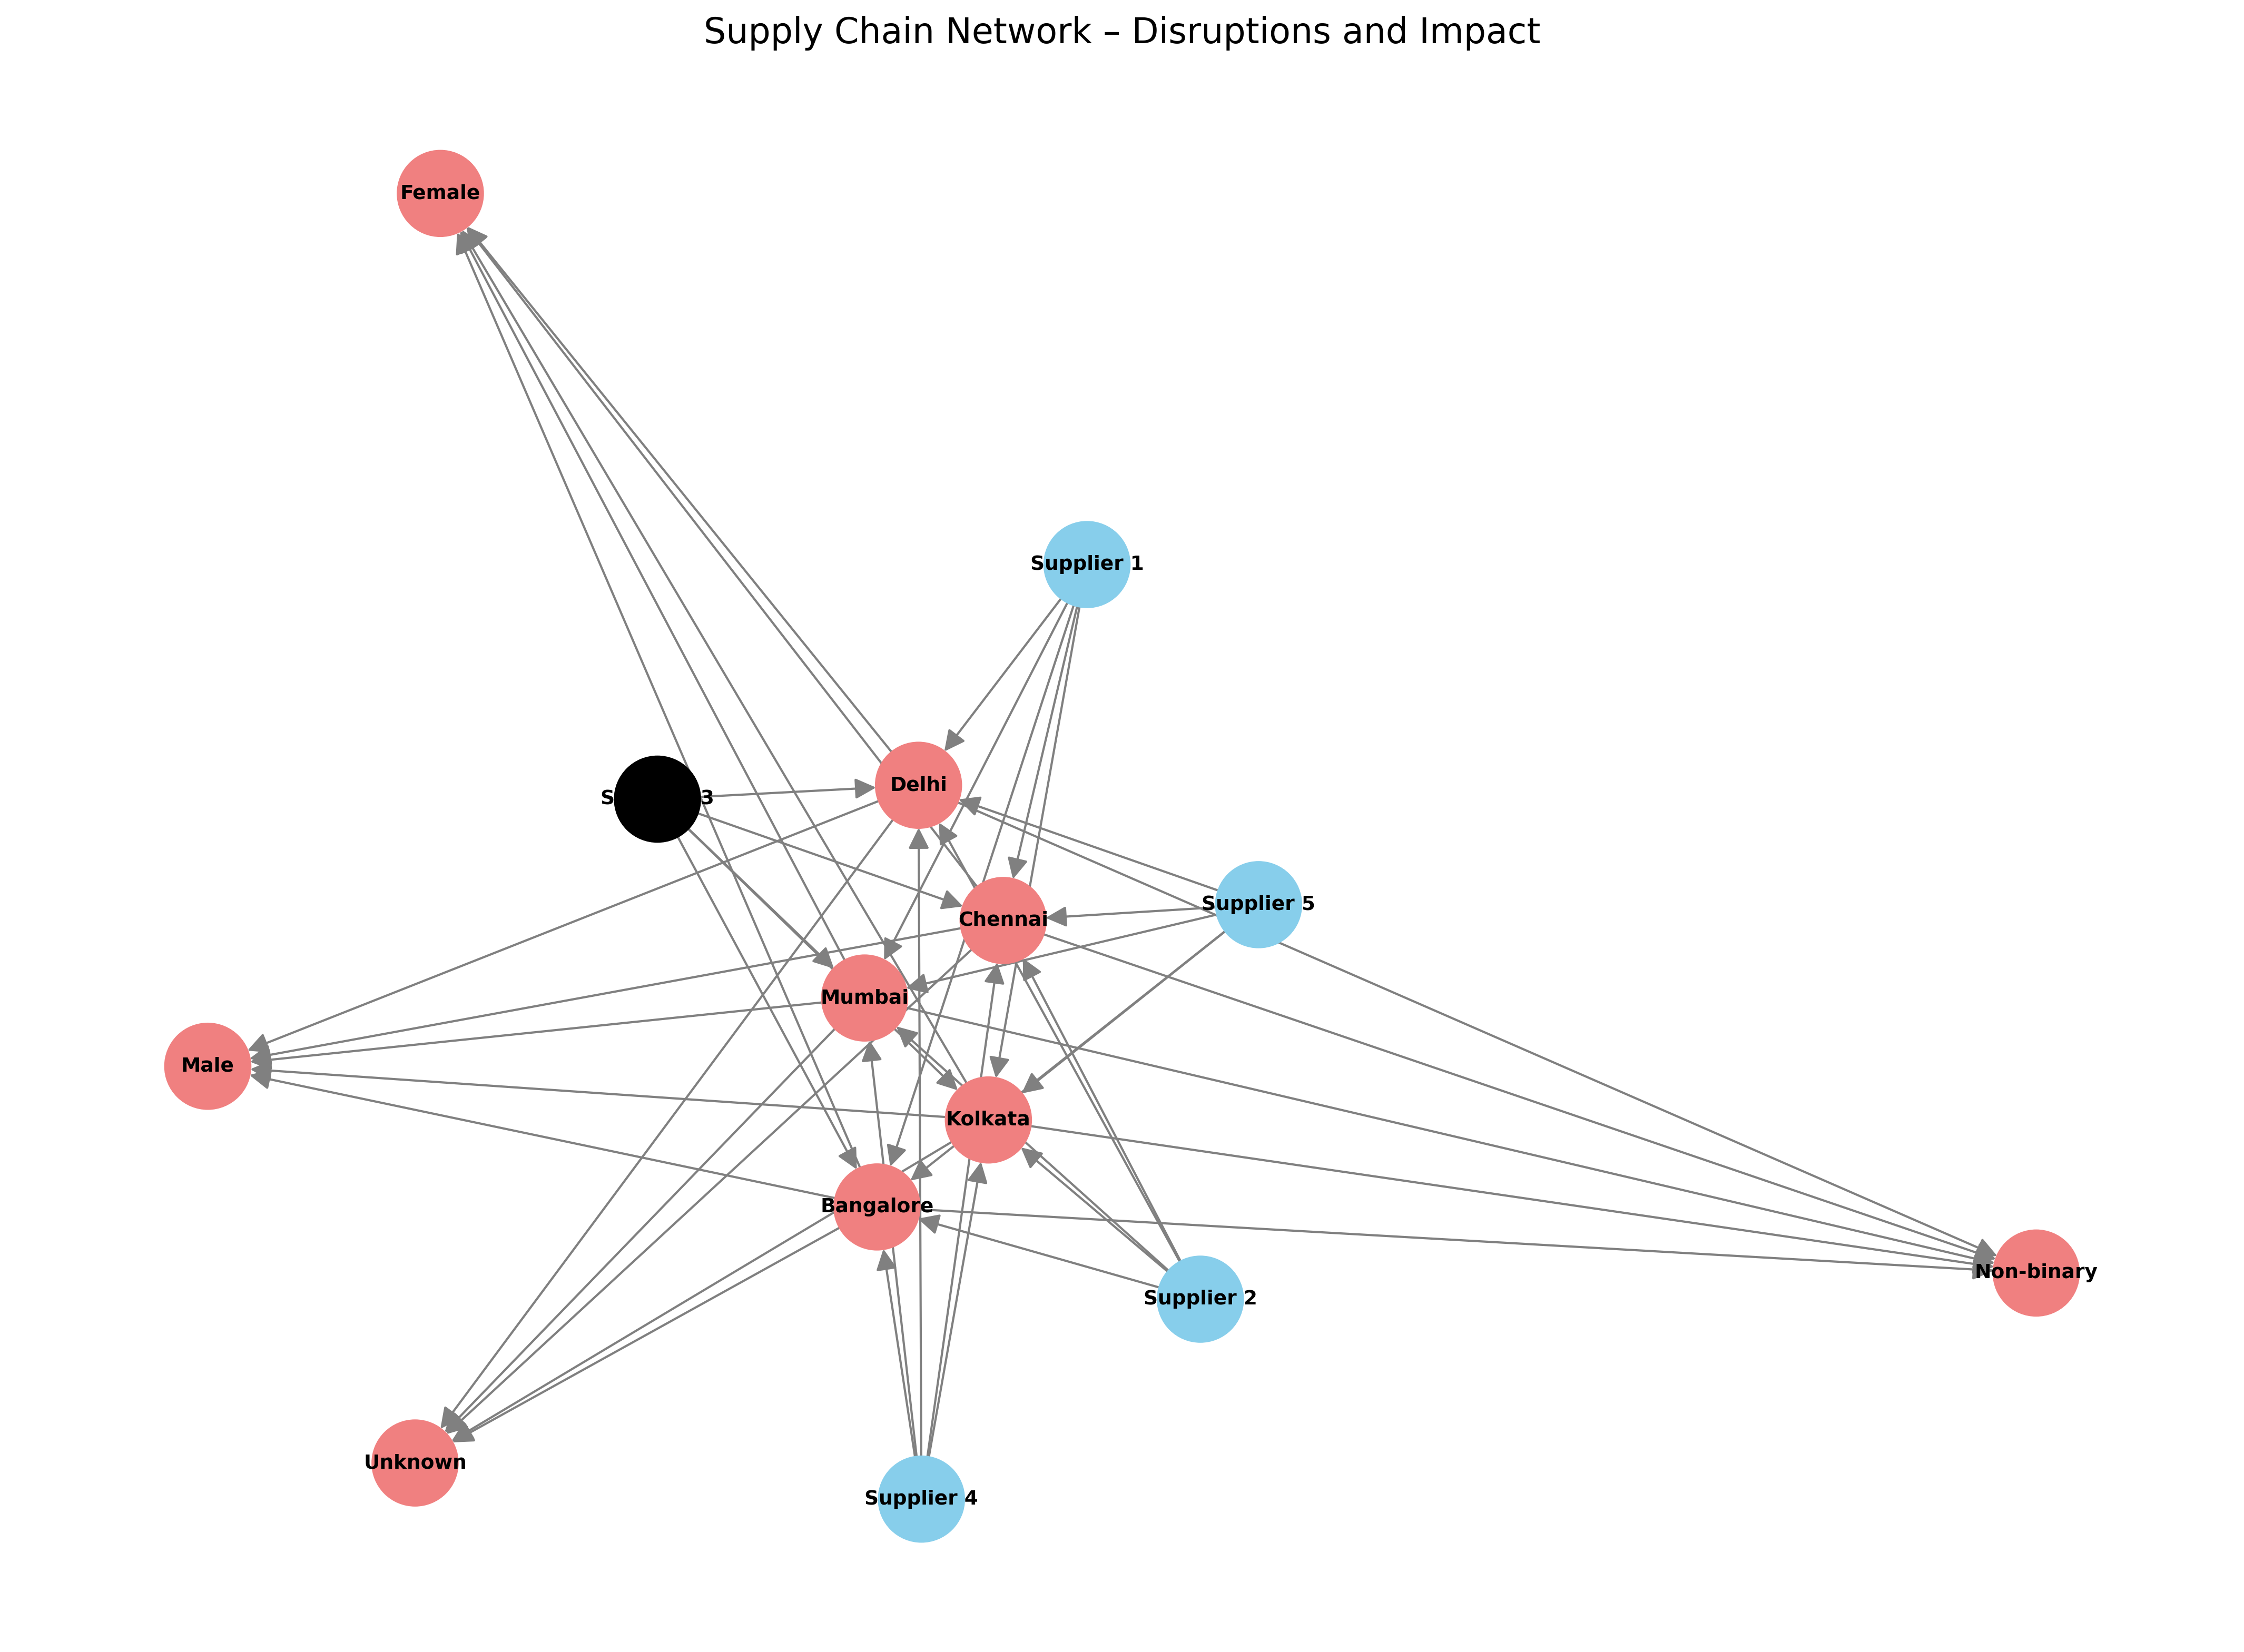 Supply Chain Network – Disruptions and Impact
Female
Supplier 1
Delhi
S 3
Supplier 5
Chennai
Mumbai
Male
Kolkata
Bangalore
Non-binary
Supplier 2
Unknown
Supplier 4